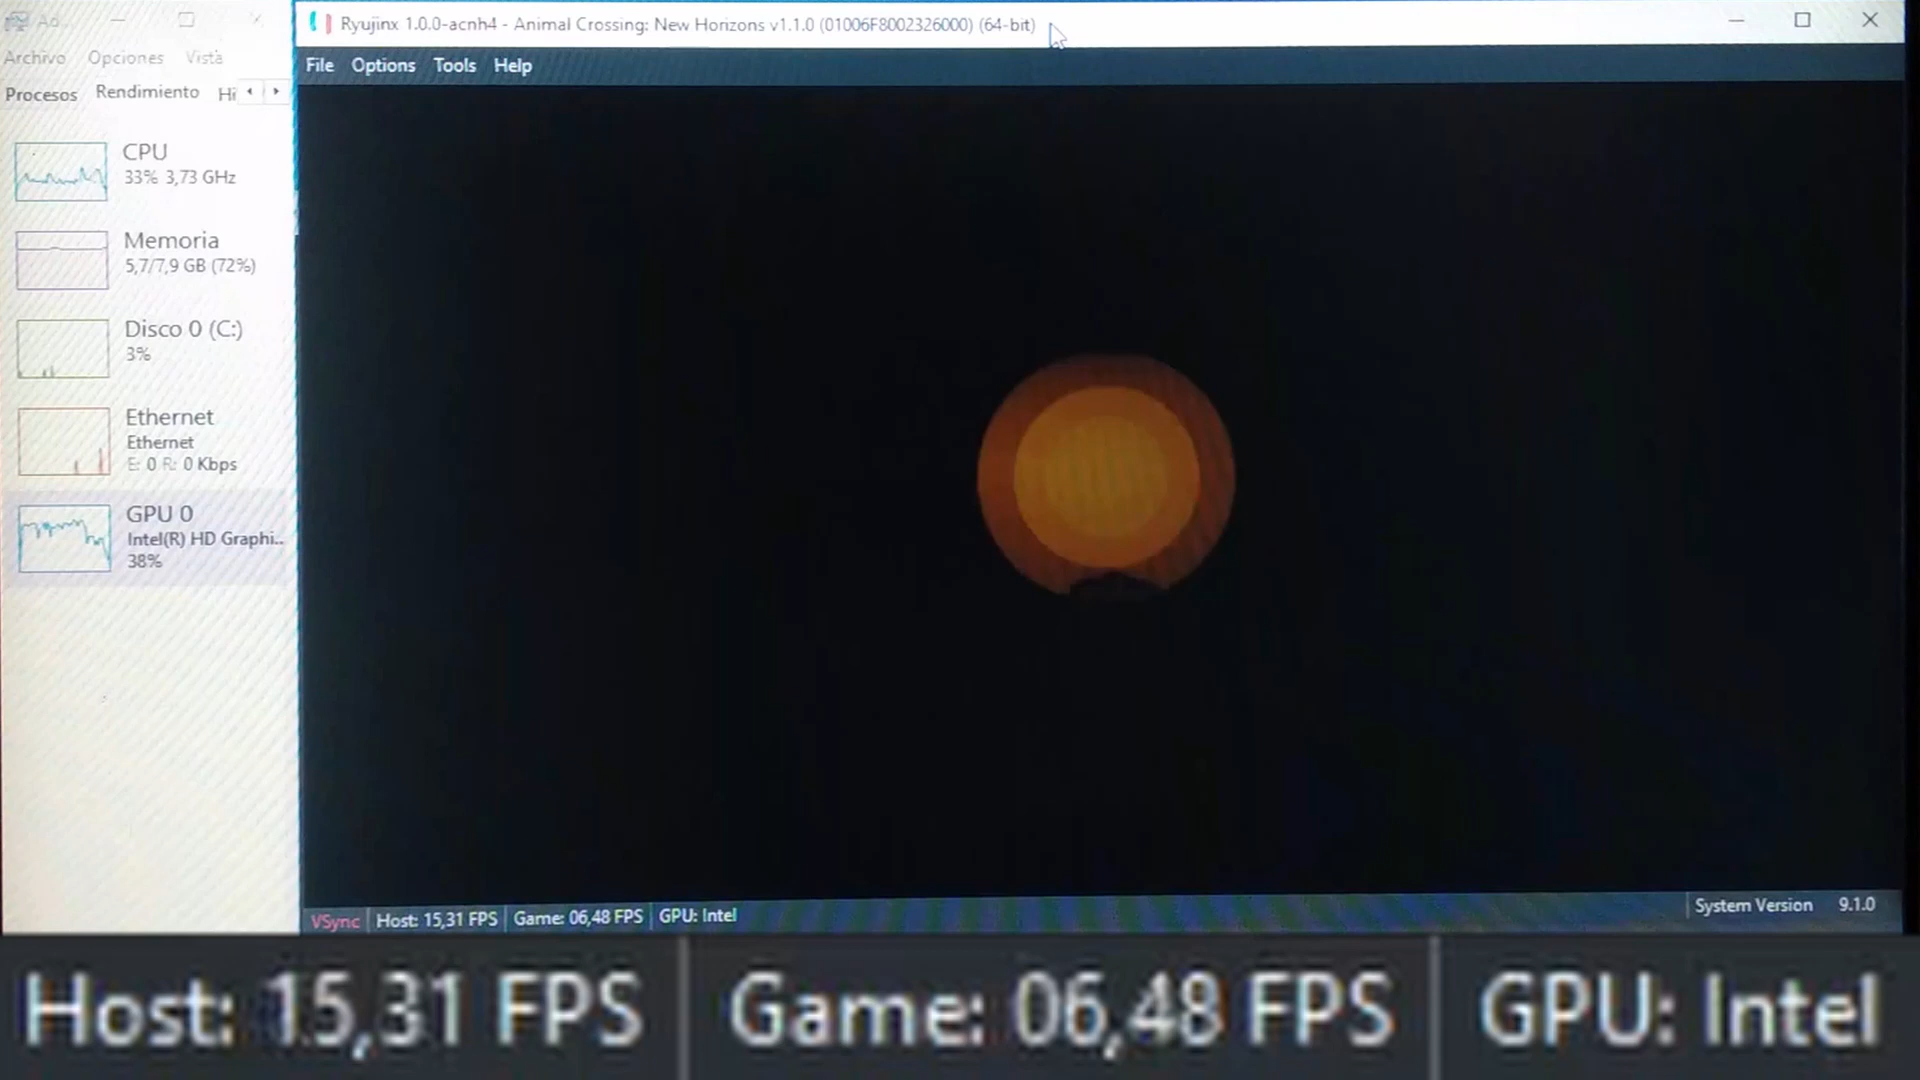 Ad...
Archivo Opciones Vista
Procesos Rendimiento Hi
CPU
33% 3,73 GHz
Memoria
5,7/7,9 GB (72%)
Disco 0 (C:)
3%
Ethernet
Ethernet
E: 0 R: 0 Kbps
GPU 0
Intel(R) HD Graphi...
38%
Ryujinx 1.0.0-acnh4 - Animal Crossing: New Horizons v1.1.0 (01006F8002326000) (64-bit)
File Options Tools Help
VSync Host: 15,31 FPS Game: 06,48 FPS GPU: Intel
System Version 9.1.0
Host: 15,31 FPS Game: 06,48 FPS GPU: Intel